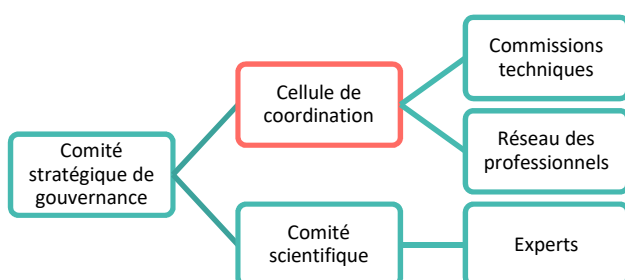 Comité
stratégique de
gouvernance
Cellule de
coordination
Commissions
techniques
Réseau des
professionnels
Comité
scientifique
Experts